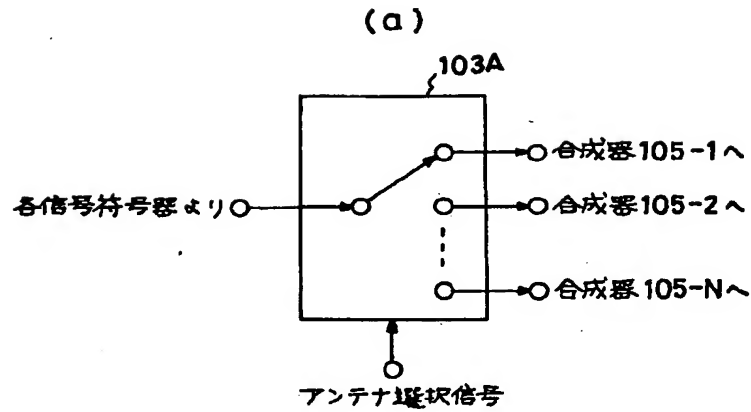 (a)
103A
合成器105-1へ
各信号符号器より
合成器105-2へ
合成器105-Nへ
アンテナ選択信号